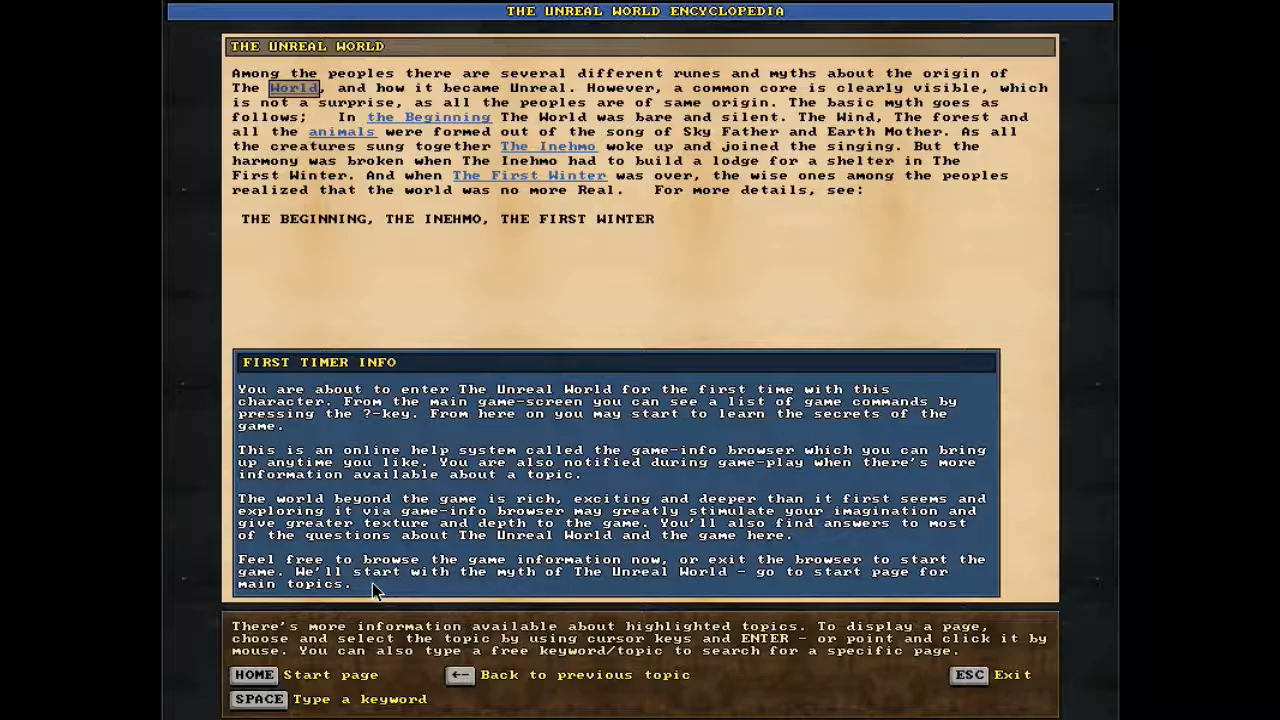 THE UNREAL WORLD ENCYCLOPEDIA
THE UNREAL WORLD
Among the peoples there are several different runes and myths about the origin of
The World, and how it became Unreal. However, a common core is clearly visible, which
is not a surprise, as all the peoples are of same origin. The basic myth goes as
follows; In the Beginning The World was bare and silent. The Wind, The forest and
all the animals were formed out of the song of Sky Father and Earth Mother. As all
the creatures sung together The Inehmo woke up and joined the singing. But the
harmony was broken when The Inehmo had to build a lodge for a shelter in The
First Winter. And when The First Winter was over, the wise ones among the peoples
realized that the world was no more Real. For more details, see:
THE BEGINNING, THE INEHMO, THE FIRST WINTER
FIRST TIMER INFO
You are about to enter The Unreal World for the first time with this
character. From the main game-screen you can see a list of game commands by
pressing the ?-key. From here on you may start to learn the secrets of the
game.
This is an online help system called the game-info browser which you can bring
up anytime you like. You are also notified during game-play when there's more
information available about a topic.
The world beyond the game is rich, exciting and deeper than it first seems and
exploring it via game-info browser may greatly stimulate your imagination and
give greater texture and depth to the game. You'll also find answers to most
of the questions about The Unreal World and the game here.
Feel free to browse the game information now, or exit the browser to start the
game. We'll start with the myth of The Unreal World - go to start page for
main topics.
There's more information available about highlighted topics. To display a page,
choose and select the topic by using cursor keys and ENTER - or point and click it by
mouse. You can also type a free keyword/topic to search for a specific page.
HOME Start page ←- Back to previous topic ESC Exit
SPACE Type a keyword